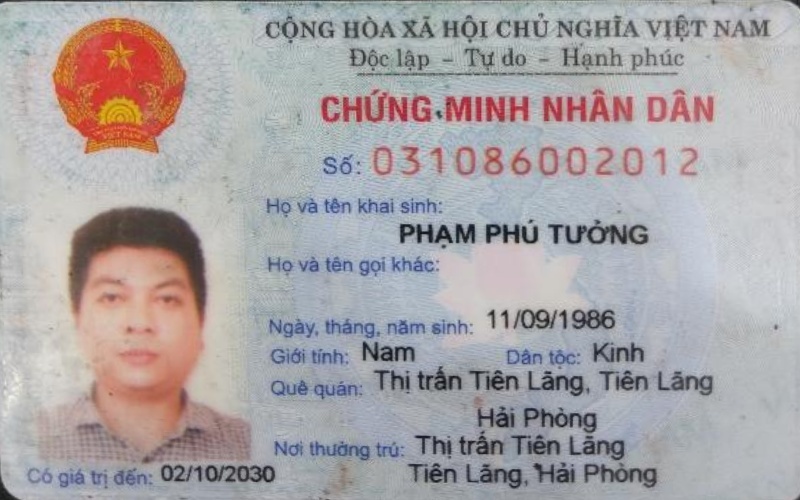 CỘNG HÒA XÃ HỘI CHỦ NGHĨA VIỆT NAM
Độc lập - Tự do - Hạnh phúc
CHỨNG MINH NHÂN DÂN
Số: 031086002012
Họ và tên khai sinh:
PHẠM PHÚ TƯỞNG
Họ và tên gọi khác:
Ngày, tháng, năm sinh: 11/09/1986
Giới tính: Nam Dân tộc: Kinh
Quê quán: Thị trấn Tiên Lãng, Tiên Lãng
Hải Phòng
Nơi thường trú: Thị trấn Tiên Lãng
Tiên Lãng, Hải Phòng
Có giá trị đến: 02/10/2030